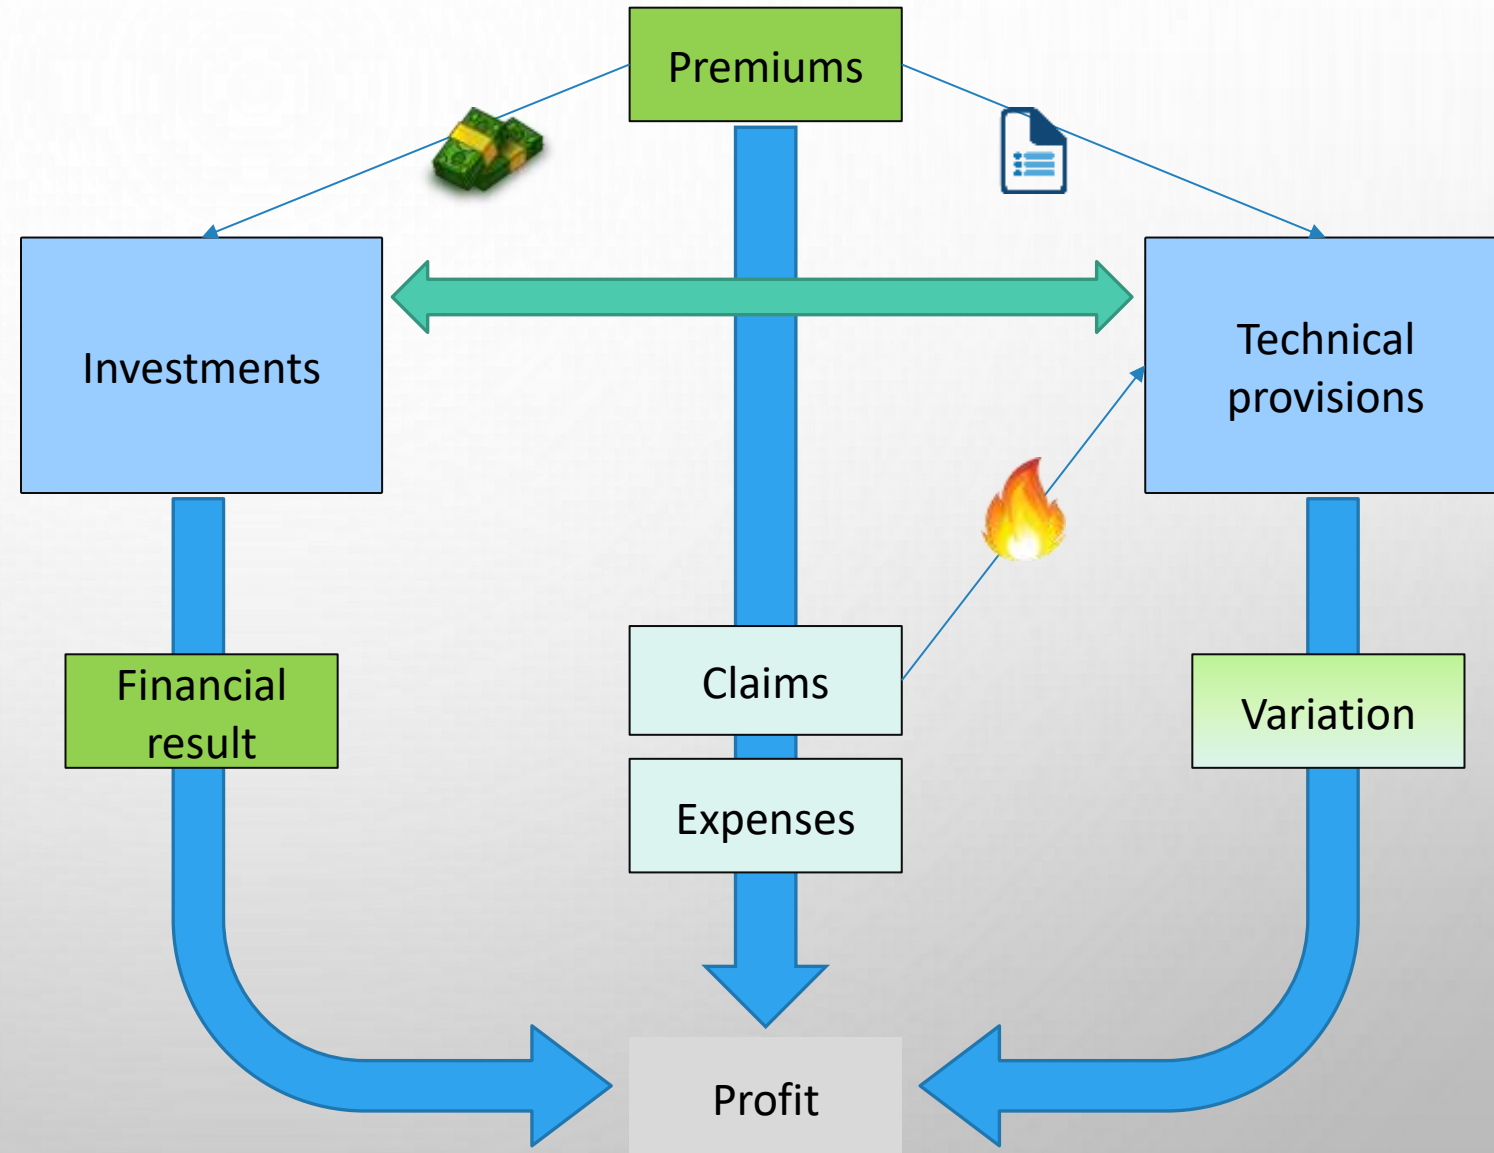 Premiums
Investments
Technical
provisions
Financial
result
Claims
Variation
Expenses
Profit